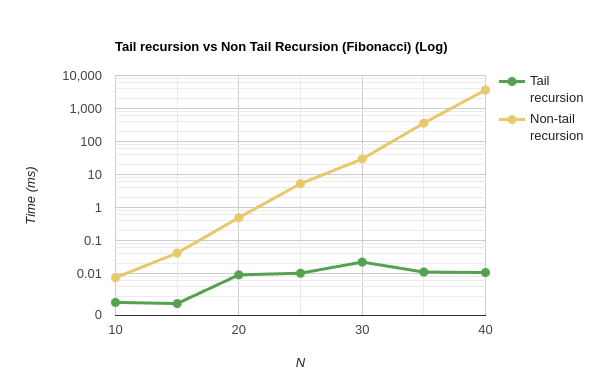 Tail recursion vs Non Tail Recursion (Fibonacci) (Log)
10,000
1,000
100
10
1
0.1
0.01
0
Time (ms)
10
20
30
40
N
Tail
recursion
Non-tail
recursion